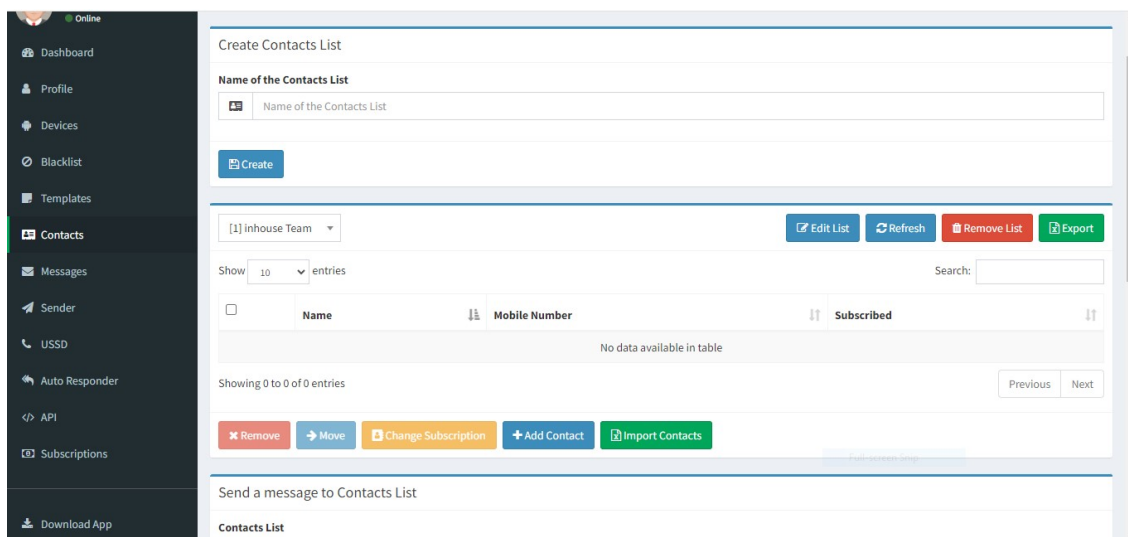 Online
Dashboard
Profile
Devices
Blacklist
Templates
Contacts
Messages
Sender
USSD
Auto Responder
API
Subscriptions
Download App
Create Contacts List
Name of the Contacts List
Name of the Contacts List
Create
[1] inhouse Team
Edit List Refresh Remove List Export
Show 10 entries Search:
Name Mobile Number Subscribed
No data available in table
Showing 0 to 0 of 0 entries Previous Next
Remove Move Change Subscription Add Contact Import Contacts
Full-screen Snip
Send a message to Contacts List
Contacts List